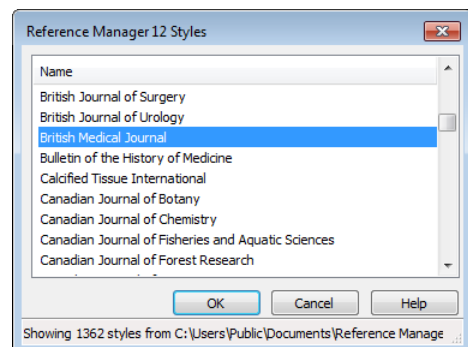 Reference Manager 12 Styles
Name
British Journal of Surgery
British Journal of Urology
British Medical Journal
Bulletin of the History of Medicine
Calcified Tissue International
Canadian Journal of Botany
Canadian Journal of Chemistry
Canadian Journal of Fisheries and Aquatic Sciences
Canadian Journal of Forest Research
OK Cancel Help
Showing 1362 styles from C:\Users\Public\Documents\Reference Manage